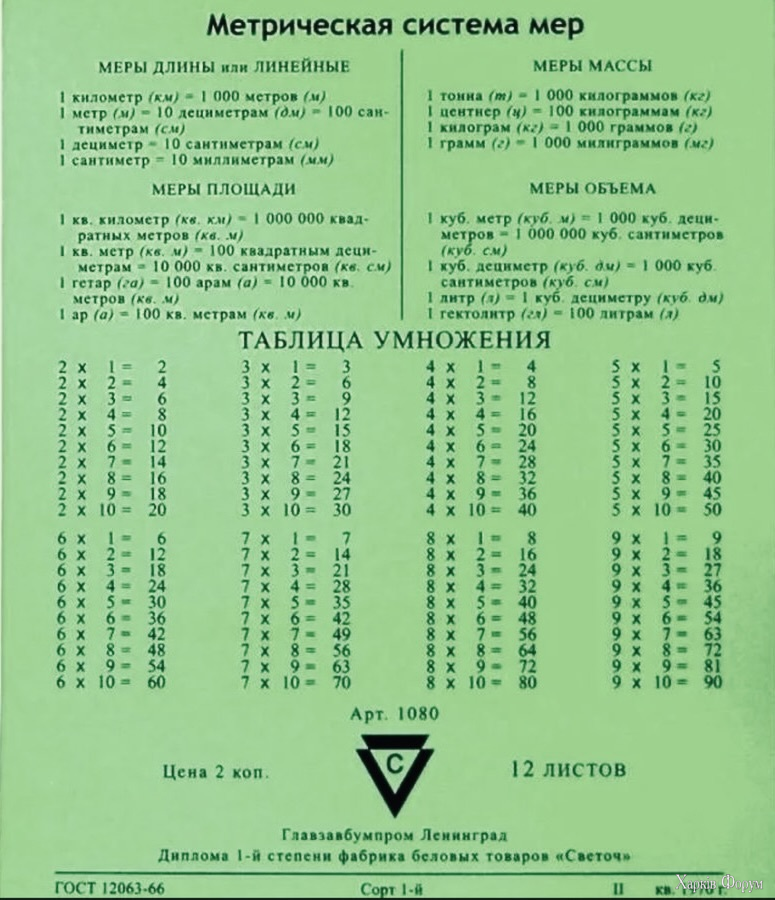 Метрическая система мер
МЕРЫ ДЛИНЫ или ЛИНЕЙНЫЕ
1 километр (км) = 1 000 метров (м)
1 метр (м) = 10 дециметрам (дм) = 100 сан-
тиметрам (см)
1 дециметр = 10 сантиметрам (см)
1 сантиметр = 10 миллиметрам (мм)
МЕРЫ ПЛОЩАДИ
1 кв. километр (кв. км) = 1 000 000 квад-
ратных метров (кв. м)
1 кв. метр (кв. м) = 100 квадратным деци-
метрам = 10 000 кв. сантиметров (кв. см)
1 гетар (га) = 100 арам (а) = 10 000 кв.
метров (кв. м)
1 ар (а) = 100 кв. метрам (кв. м)
МЕРЫ МАССЫ
1 тонна (т) = 1 000 килограммов (кг)
1 центнер (ц) = 100 килограммам (кг)
1 килограм (кг) = 1 000 граммов (г)
1 грамм (г) = 1 000 милиграммов (мг)
МЕРЫ ОБЪЕМА
1 куб. метр (куб. м) = 1 000 куб. деци-
метров = 1 000 000 куб. сантиметров
(куб. см)
1 куб. дециметр (куб. дм) = 1 000 куб.
сантиметров (куб. см)
1 литр (л) = 1 куб. дециметру (куб. дм)
1 гектолитр (гл) = 100 литрам (л)
ТАБЛИЦА УМНОЖЕНИЯ
2 x 1 = 2 3 x 1 = 3 4 x 1 = 4 5 x 1 = 5
2 x 2 = 4 3 x 2 = 6 4 x 2 = 8 5 x 2 = 10
2 x 3 = 6 3 x 3 = 9 4 x 3 = 12 5 x 3 = 15
2 x 4 = 8 3 x 4 = 12 4 x 4 = 16 5 x 4 = 20
2 x 5 = 10 3 x 5 = 15 4 x 5 = 20 5 x 5 = 25
2 x 6 = 12 3 x 6 = 18 4 x 6 = 24 5 x 6 = 30
2 x 7 = 14 3 x 7 = 21 4 x 7 = 28 5 x 7 = 35
2 x 8 = 16 3 x 8 = 24 4 x 8 = 32 5 x 8 = 40
2 x 9 = 18 3 x 9 = 27 4 x 9 = 36 5 x 9 = 45
2 x 10 = 20 3 x 10 = 30 4 x 10 = 40 5 x 10 = 50
6 x 1 = 6 7 x 1 = 7 8 x 1 = 8 9 x 1 = 9
6 x 2 = 12 7 x 2 = 14 8 x 2 = 16 9 x 2 = 18
6 x 3 = 18 7 x 3 = 21 8 x 3 = 24 9 x 3 = 27
6 x 4 = 24 7 x 4 = 28 8 x 4 = 32 9 x 4 = 36
6 x 5 = 30 7 x 5 = 35 8 x 5 = 40 9 x 5 = 45
6 x 6 = 36 7 x 6 = 42 8 x 6 = 48 9 x 6 = 54
6 x 7 = 42 7 x 7 = 49 8 x 7 = 56 9 x 7 = 63
6 x 8 = 48 7 x 8 = 56 8 x 8 = 64 9 x 8 = 72
6 x 9 = 54 7 x 9 = 63 8 x 9 = 72 9 x 9 = 81
6 x 10 = 60 7 x 10 = 70 8 x 10 = 80 9 x 10 = 90
Арт. 1080
С
Цена 2 коп. 12 ЛИСТОВ
Главзавбумпром Ленинград
Диплома 1-й степени фабрика беловых товаров «Светоч»
ГОСТ 12063-66 Сорт 1-й II кв.
Харків Форум